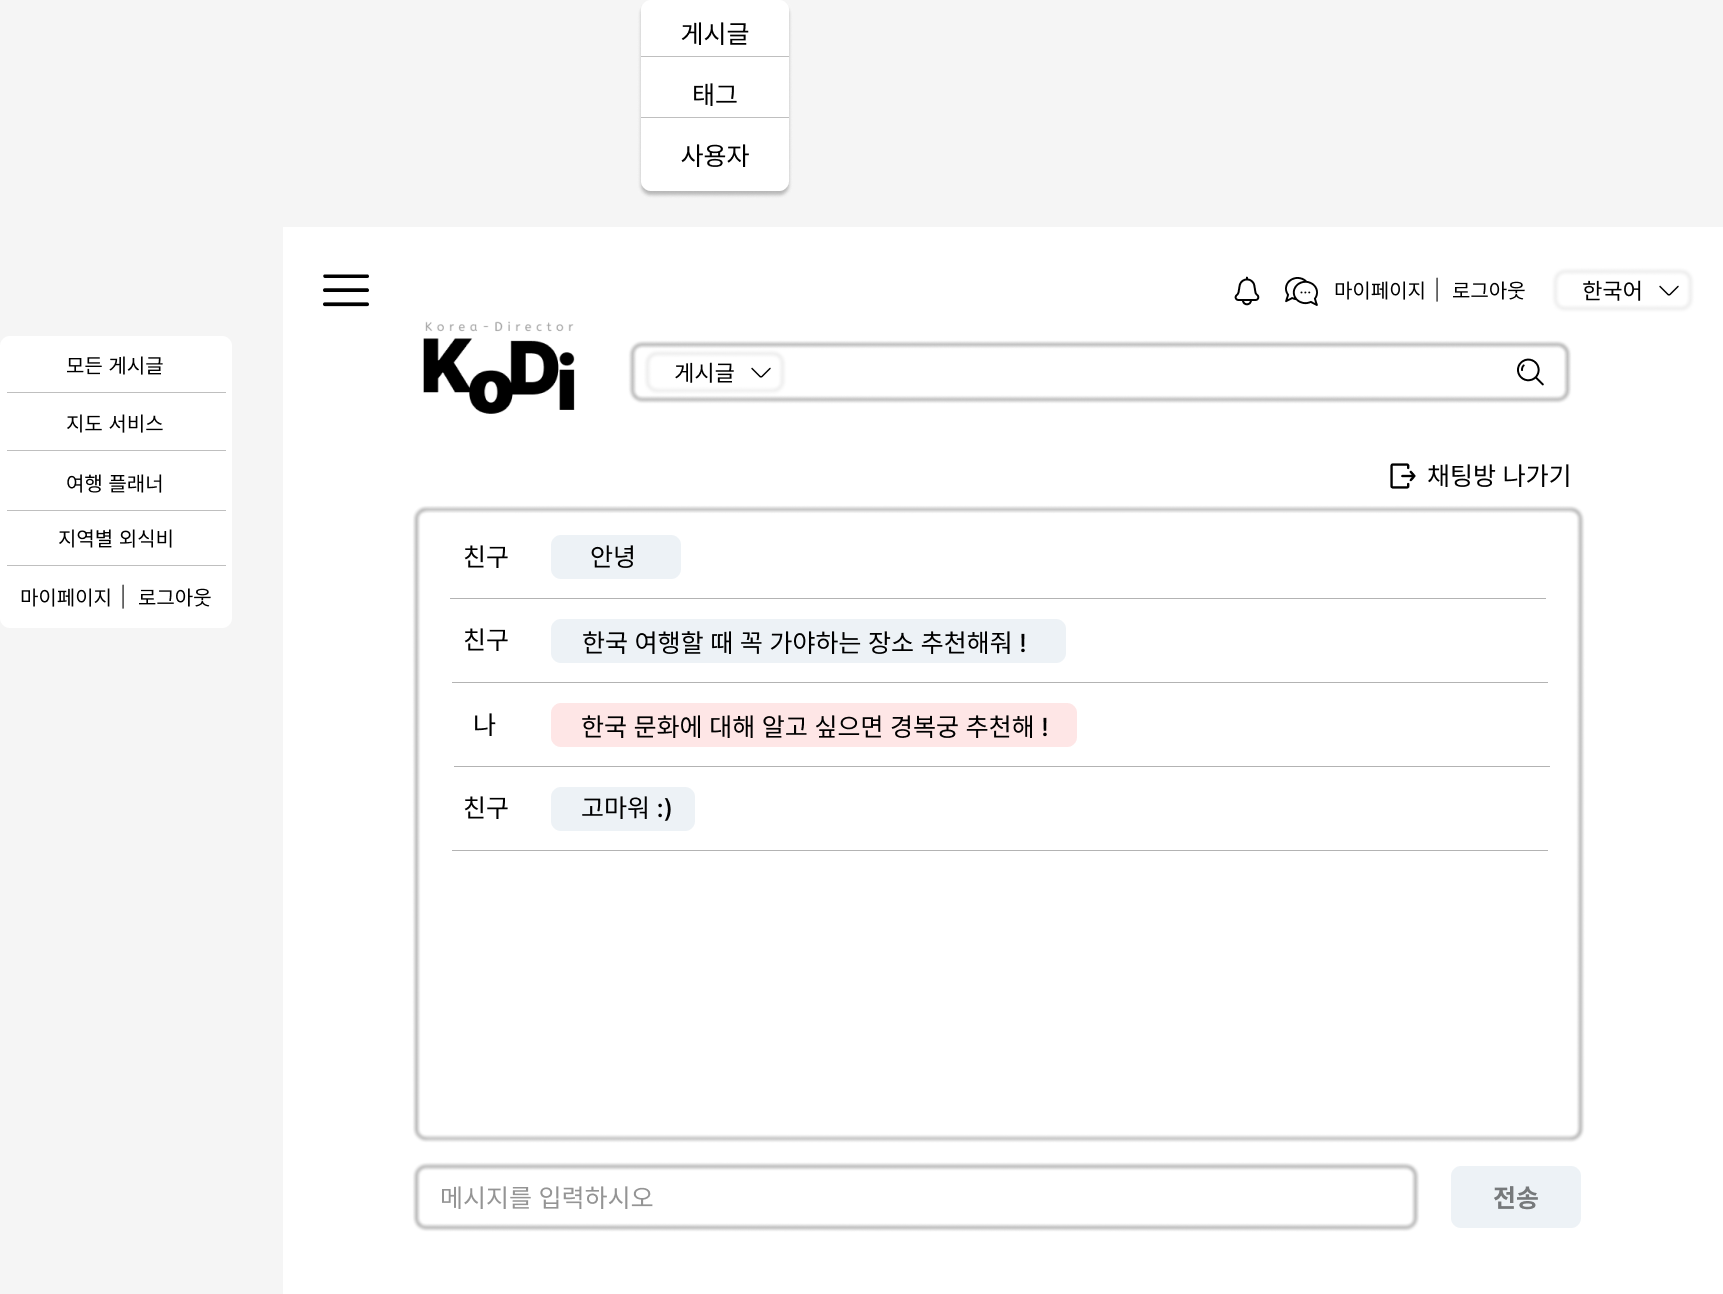 게시글
태그
사용자
마이페이지 | 로그아웃
한국어
Korea-Director
KoDi
게시글
모든 게시글
지도 서비스
여행 플래너
지역별 외식비
마이페이지 | 로그아웃
채팅방 나가기
친구 안녕
친구 한국 여행할 때 꼭 가야하는 장소 추천해줘 !
나 한국 문화에 대해 알고 싶으면 경복궁 추천해 !
친구 고마워 :)
메시지를 입력하시오
전송